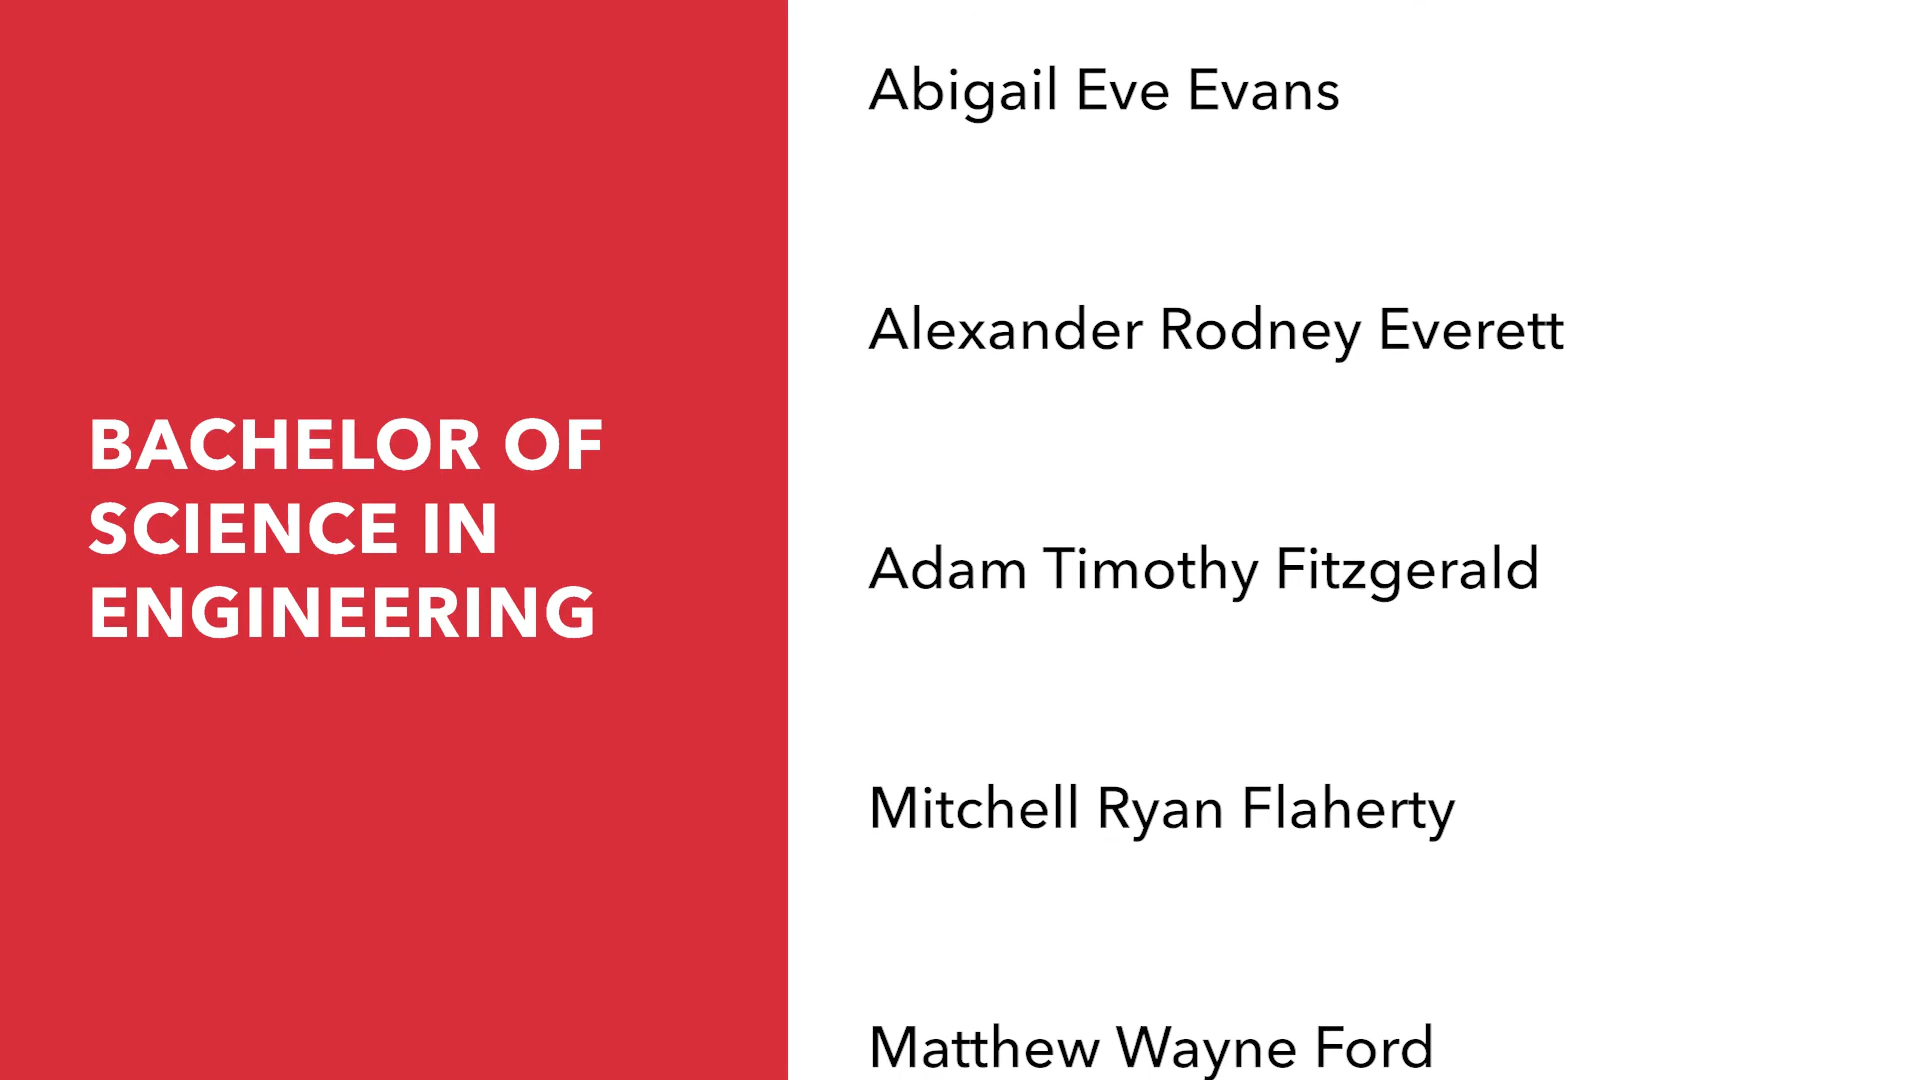 BACHELOR OF
SCIENCE IN
ENGINEERING
Abigail Eve Evans
Alexander Rodney Everett
Adam Timothy Fitzgerald
Mitchell Ryan Flaherty
Matthew Wayne Ford